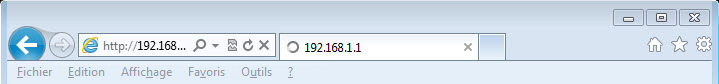 http://192.168... 192.168.1.1
Fichier Edition Affichage Favoris Outils ?